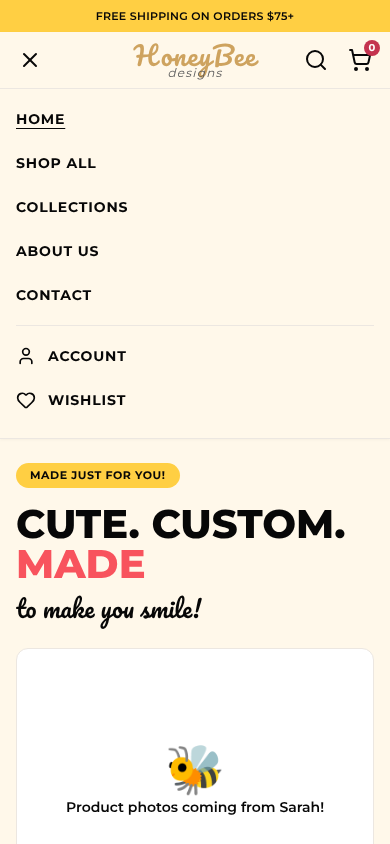 FREE SHIPPING ON ORDERS $75+
HoneyBee
designs
0
HOME
SHOP ALL
COLLECTIONS
ABOUT US
CONTACT
ACCOUNT
WISHLIST
MADE JUST FOR YOU!
CUTE. CUSTOM.
MADE
to make you smile!
Product photos coming from Sarah!